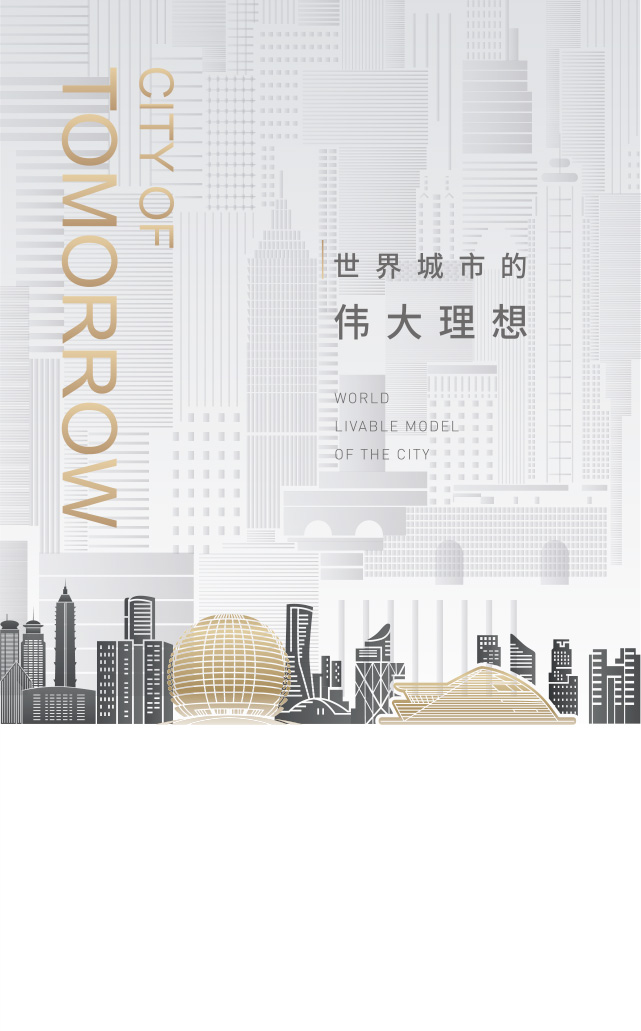 CITY OF
TOMORROW
世界城市的
伟大理想
WORLD
LIVABLE MODEL
OF THE CITY